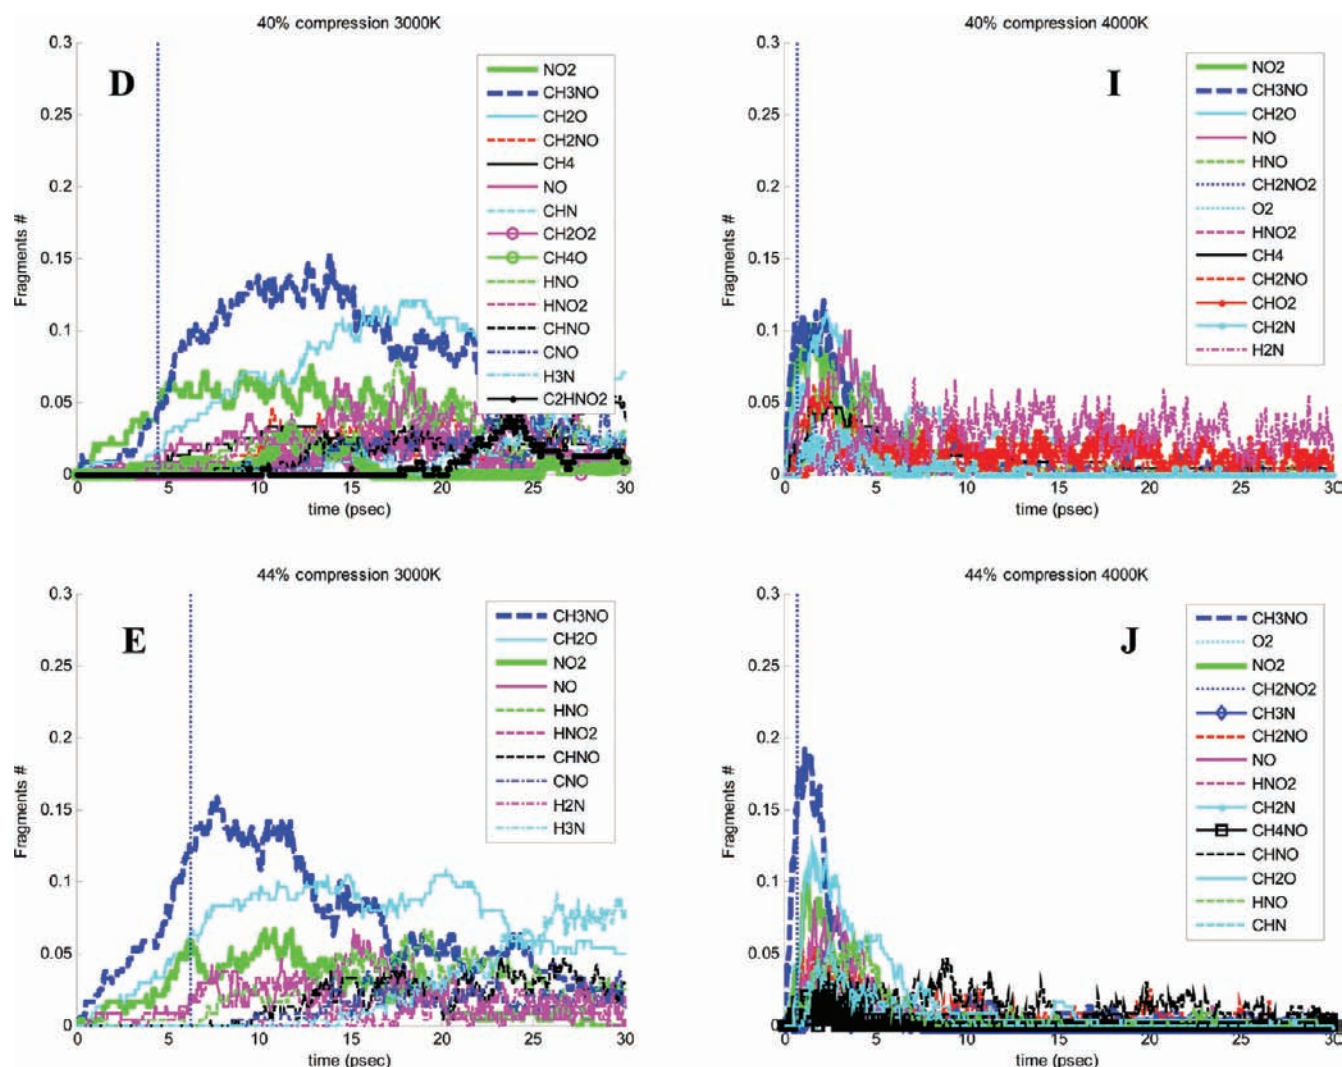 40% compression 3000K
D
Fragments #
0.3
0.25
0.2
0.15
0.1
0.05
0
0 5 10 15 20 25 30
time (psec)
NO2
CH3NO
CH2O
CH2NO
CH4
NO
CHN
CH2O2
CH4O
HNO
HNO2
CHNO
CNO
H3N
C2HNO2
40% compression 4000K
I
Fragments #
0.3
0.25
0.2
0.15
0.1
0.05
0
0 5 10 15 20 25 30
time (psec)
NO2
CH3NO
CH2O
NO
HNO
CH2NO2
O2
HNO2
CH4
CH2NO
CHO2
CH2N
H2N
44% compression 3000K
E
Fragments #
0.3
0.25
0.2
0.15
0.1
0.05
0
0 5 10 15 20 25 30
time (psec)
CH3NO
CH2O
NO2
NO
HNO
HNO2
CHNO
CNO
H2N
H3N
44% compression 4000K
J
Fragments #
0.3
0.25
0.2
0.15
0.1
0.05
0
0 5 10 15 20 25 30
time (psec)
CH3NO
O2
NO2
CH2NO2
CH3N
CH2NO
NO
HNO2
CH2N
CH4NO
CHNO
CH2O
HNO
CHN